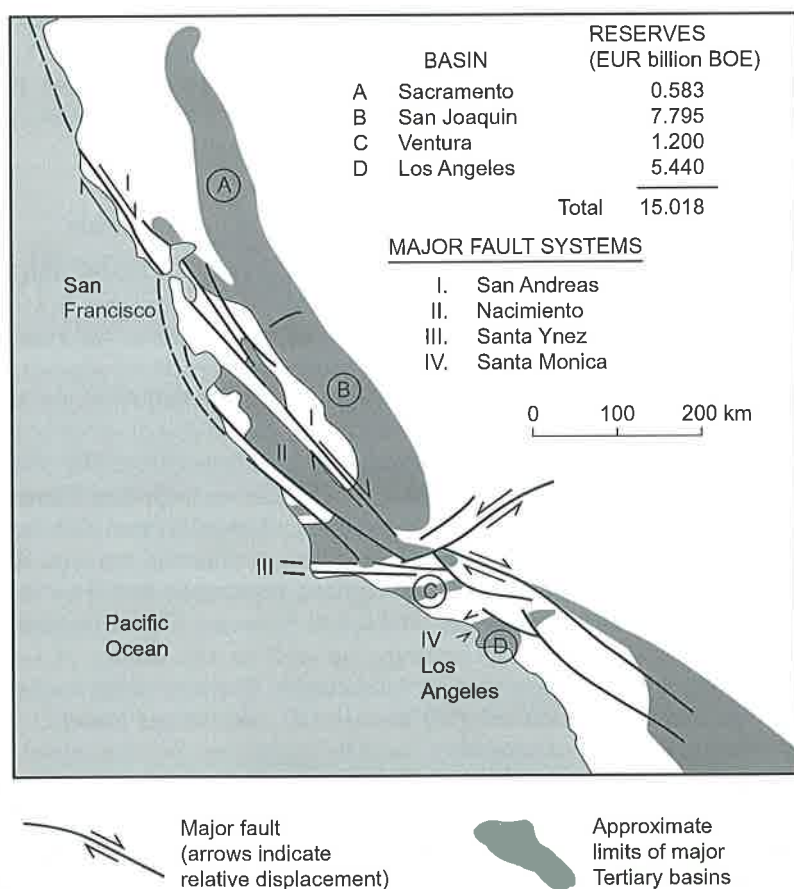 RESERVES
BASIN (EUR billion BOE)
A Sacramento 0.583
B San Joaquin 7.795
C Ventura 1.200
D Los Angeles 5.440
Total 15.018
MAJOR FAULT SYSTEMS
I. San Andreas
II. Nacimiento
III. Santa Ynez
IV. Santa Monica
0 100 200 km
A
I
San
Francisco
B
I
II
III
C
Pacific
Ocean
IV
D
Los
Angeles
Major fault
(arrows indicate
relative displacement)
Approximate
limits of major
Tertiary basins